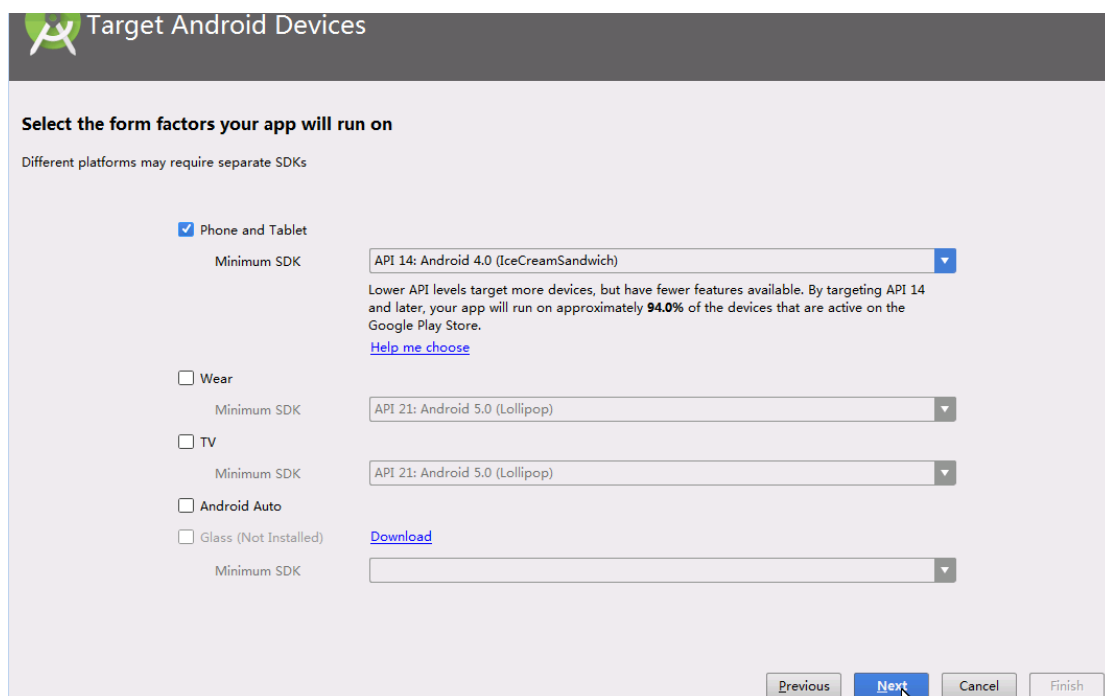 Target Android Devices
Select the form factors your app will run on
Different platforms may require separate SDKs
Phone and Tablet
Minimum SDK
API 14: Android 4.0 (IceCreamSandwich)
Lower API levels target more devices, but have fewer features available. By targeting API 14
and later, your app will run on approximately 94.0% of the devices that are active on the
Google Play Store.
Help me choose
Wear
Minimum SDK
API 21: Android 5.0 (Lollipop)
TV
Minimum SDK
API 21: Android 5.0 (Lollipop)
Android Auto
Glass (Not Installed)
Download
Minimum SDK
Previous
Next
Cancel
Finish